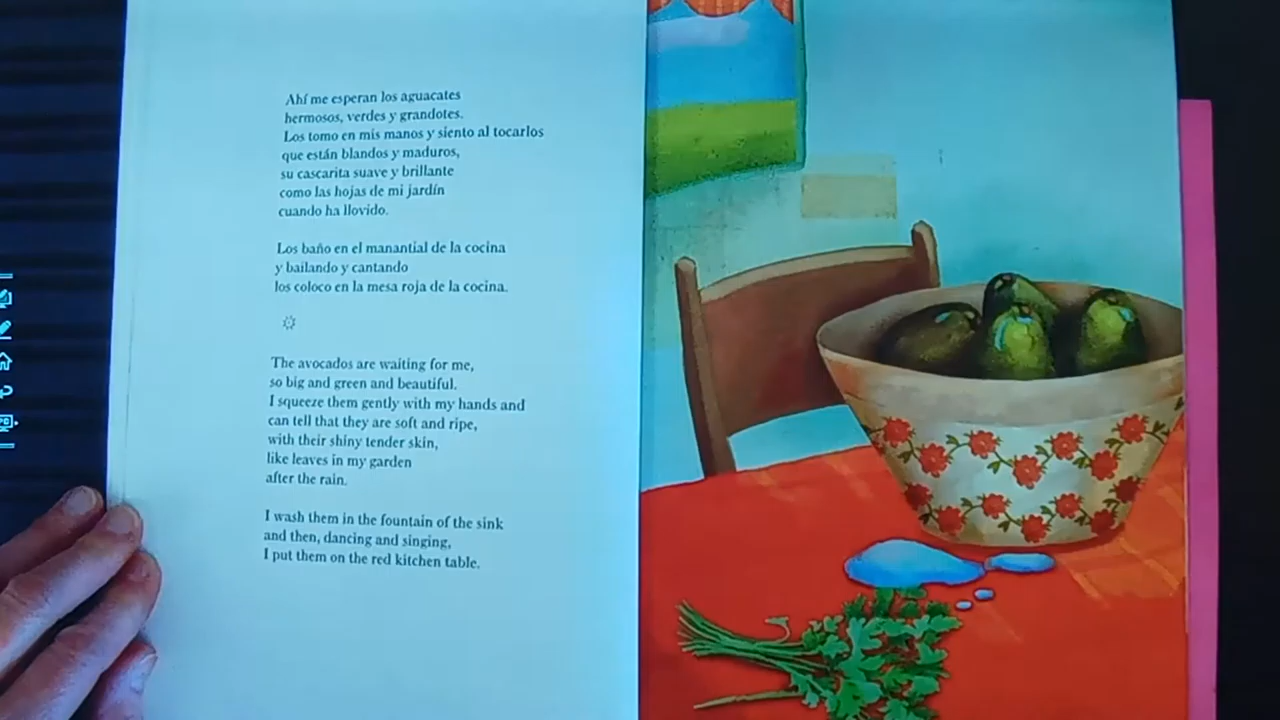 Ahí me esperan los aguacates
hermosos, verdes y grandotes.
Los tomo en mis manos y siento al tocarlos
que están blandos y maduros,
su cascarita suave y brillante
como las hojas de mi jardín
cuando ha llovido.
Los baño en el manantial de la cocina
y bailando y cantando
los coloco en la mesa roja de la cocina.
The avocados are waiting for me,
so big and green and beautiful.
I squeeze them gently with my hands and
can tell that they are soft and ripe,
with their shiny tender skin,
like leaves in my garden
after the rain.
I wash them in the fountain of the sink
and then, dancing and singing,
I put them on the red kitchen table.